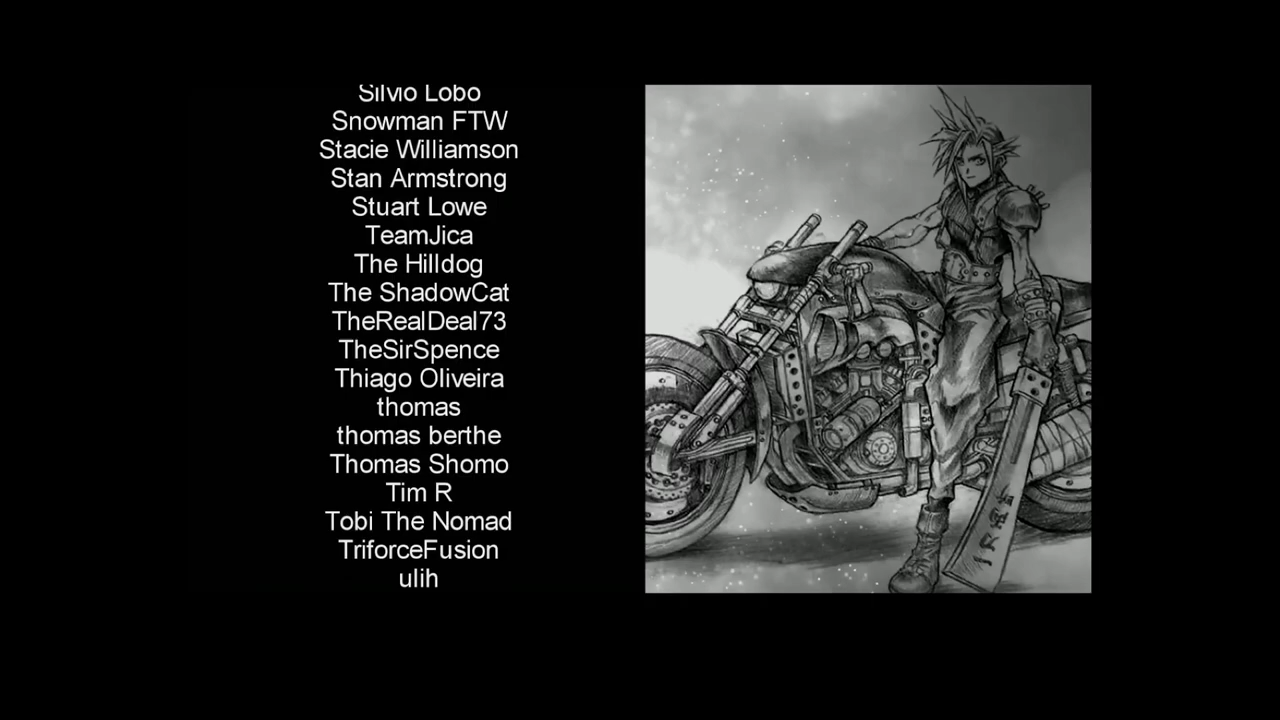 Silvio Lobo
Snowman FTW
Stacie Williamson
Stan Armstrong
Stuart Lowe
TeamJica
The Hilldog
The ShadowCat
TheRealDeal73
TheSirSpence
Thiago Oliveira
thomas
thomas berthe
Thomas Shomo
Tim R
Tobi The Nomad
TriforceFusion
ulih